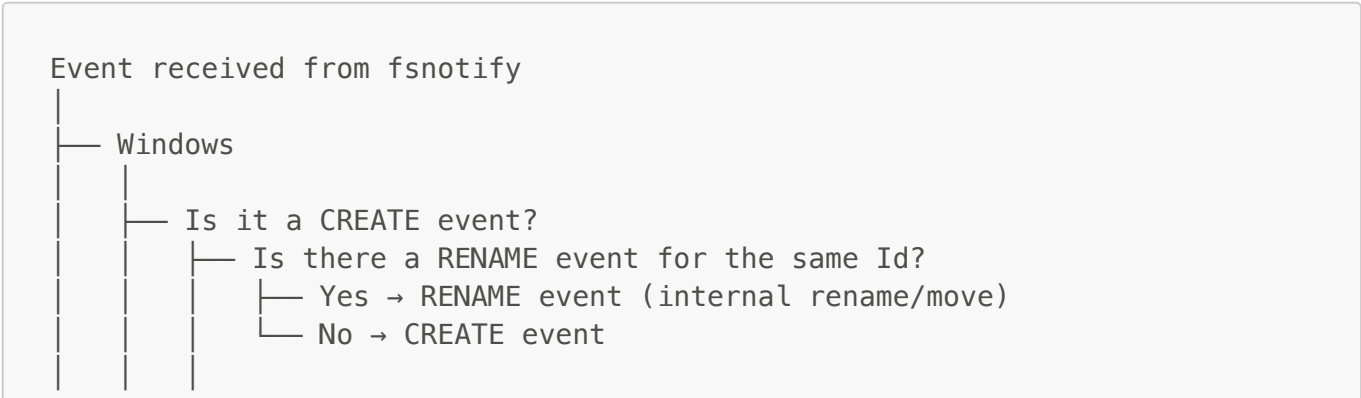 Event received from fsnotify
│
├── Windows
│   │
│   ├── Is it a CREATE event?
│   │   ├── Is there a RENAME event for the same Id?
│   │   │   ├── Yes → RENAME event (internal rename/move)
│   │   │   └── No → CREATE event
│   │   │